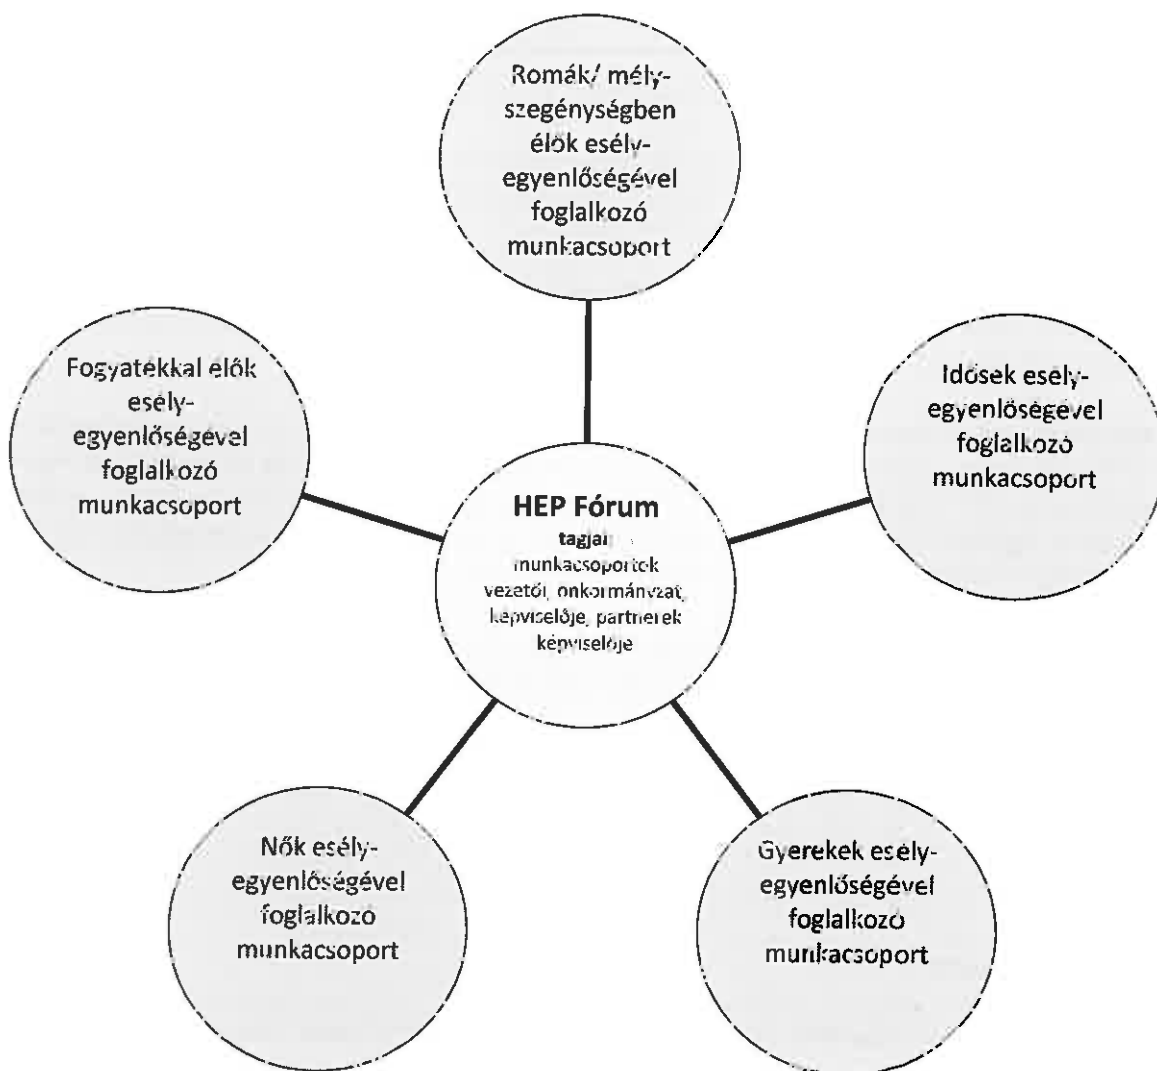 Romák/ mély-
szegénységben
élők esély-
egyenlőségével
foglalkozó
munkacsoport
Fogyatékkal élők
esély-
egyenlőségével
foglalkozó
munkacsoport
Idősek esély-
egyenlőségével
foglalkozó
munkacsoport
HEP Fórum
tagjai:
munkacsoportok
vezetői, önkormányzat,
képviselője, partnerek
képviselője
Nők esély-
egyenlőségével
foglalkozó
munkacsoport
Gyerekek esély-
egyenlőségével
foglalkozó
munkacsoport